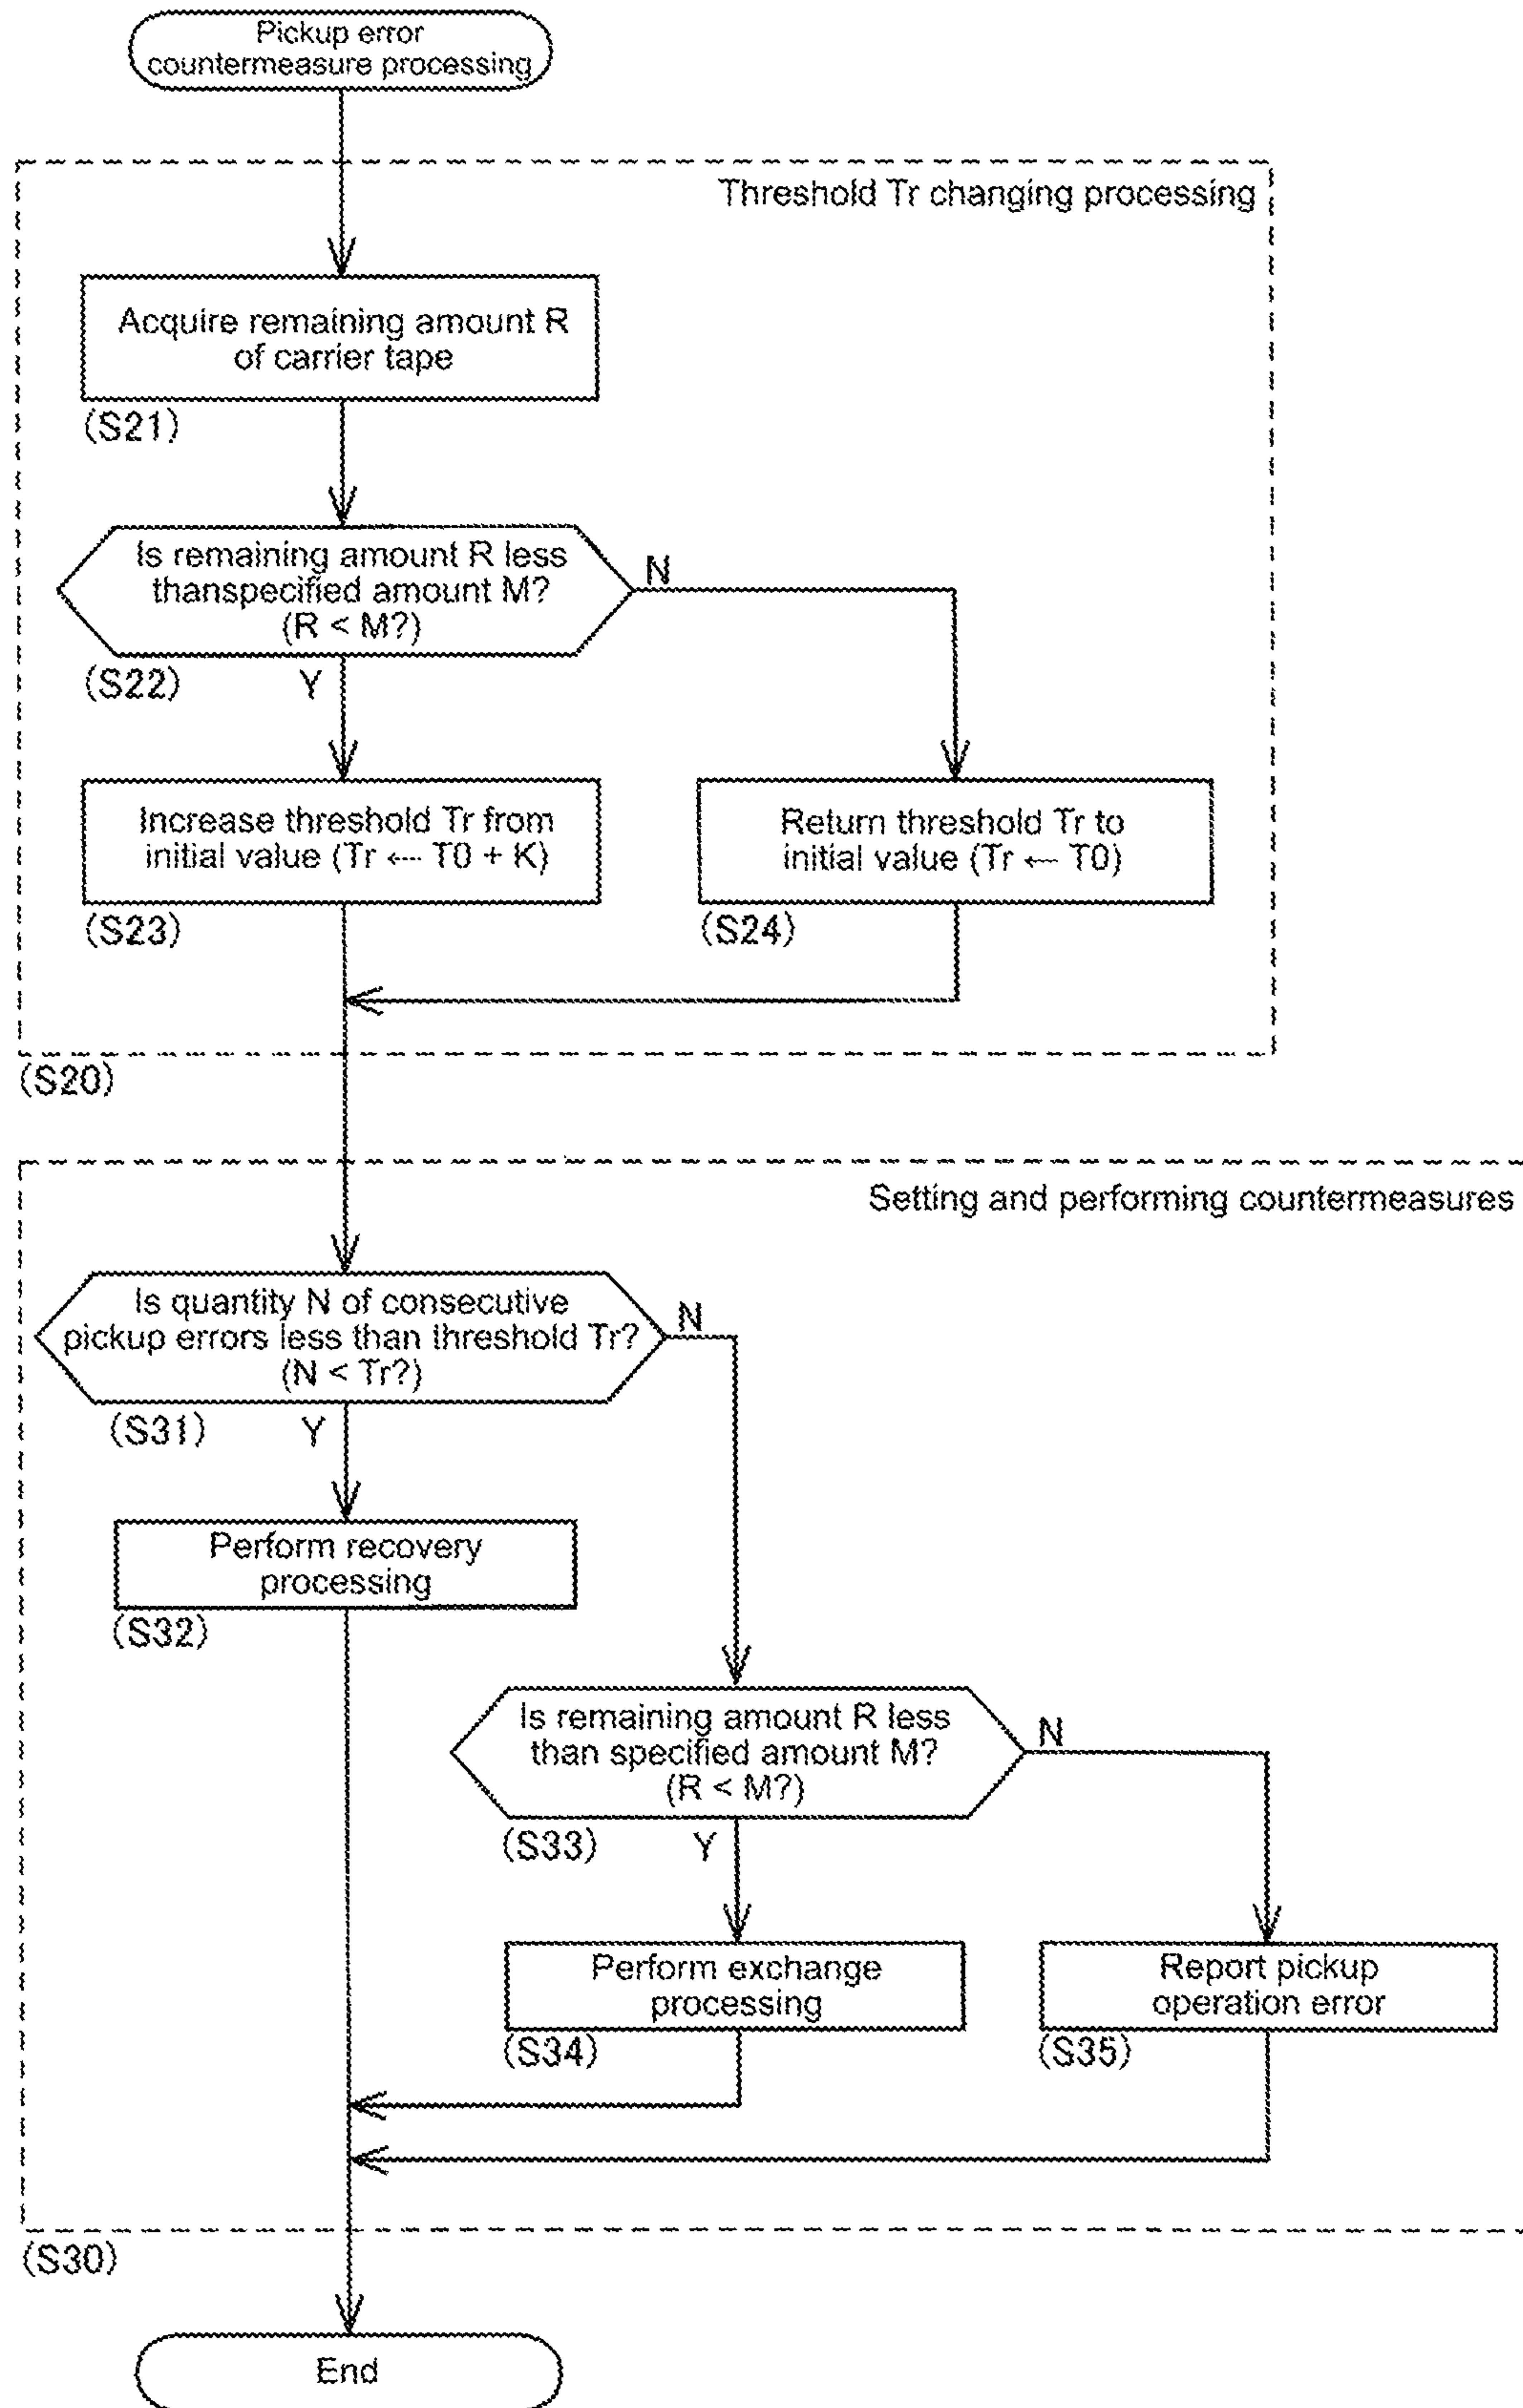 Pickup error
countermeasure processing
Threshold Tr changing processing
Acquire remaining amount R
of carrier tape
(S21)
Is remaining amount R less
thanspecified amount M?
(R < M?)
N
(S22)
Y
Increase threshold Tr from
initial value (Tr ← T0 + K)
(S23)
Return threshold Tr to
initial value (Tr ← T0)
(S24)
(S20)
Setting and performing countermeasures
Is quantity N of consecutive
pickup errors less than threshold Tr?
(N < Tr?)
N
(S31)
Y
Perform recovery
processing
(S32)
Is remaining amount R less
than specified amount M?
(R < M?)
N
(S33)
Y
Perform exchange
processing
(S34)
Report pickup
operation error
(S35)
(S30)
End